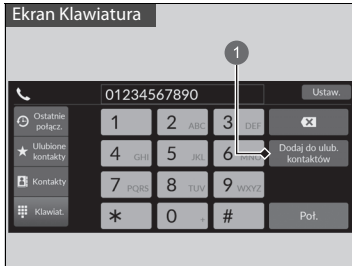 Ekran Klawiatura
1
01234567890
Ustaw.
Ostatnie
połącz.
1
2 ABC
3 DEF
Ulubione
kontakty
4 GHI
5 JKL
6 MNO
Dodaj do ulub.
kontaktów
Kontakty
7 PQRS
8 TUV
9 WXYZ
Klawiat.
*
0 +
#
Poł.